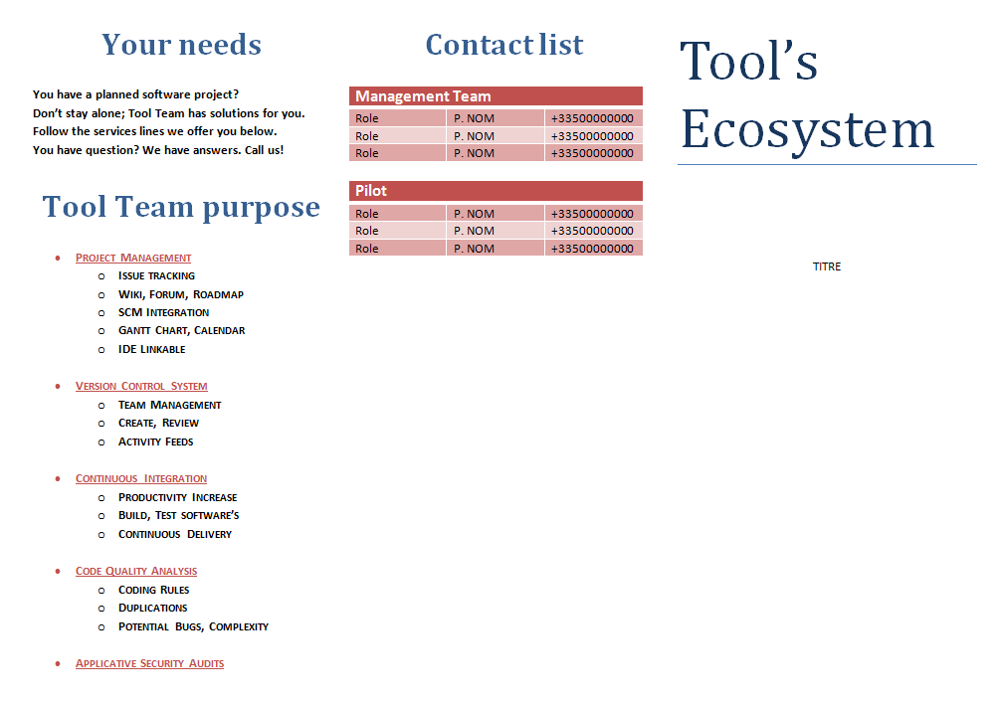 Your needs
You have a planned software project?
Don’t stay alone; Tool Team has solutions for you.
Follow the services lines we offer you below.
You have question? We have answers. Call us!
Tool Team purpose
• Project Management
o Issue tracking
o Wiki, Forum, Roadmap
o SCM Integration
o Gantt Chart, Calendar
o IDE Linkable
• Version Control System
o Team Management
o Create, Review
o Activity Feeds
• Continuous Integration
o Productivity Increase
o Build, Test software’s
o Continuous Delivery
• Code Quality Analysis
o Coding Rules
o Duplications
o Potential Bugs, Complexity
• Applicative Security Audits
Contact list
Management Team
Role P. NOM +33500000000
Role P. NOM +33500000000
Role P. NOM +33500000000
Pilot
Role P. NOM +33500000000
Role P. NOM +33500000000
Role P. NOM +33500000000
Tool’s
Ecosystem
TITRE